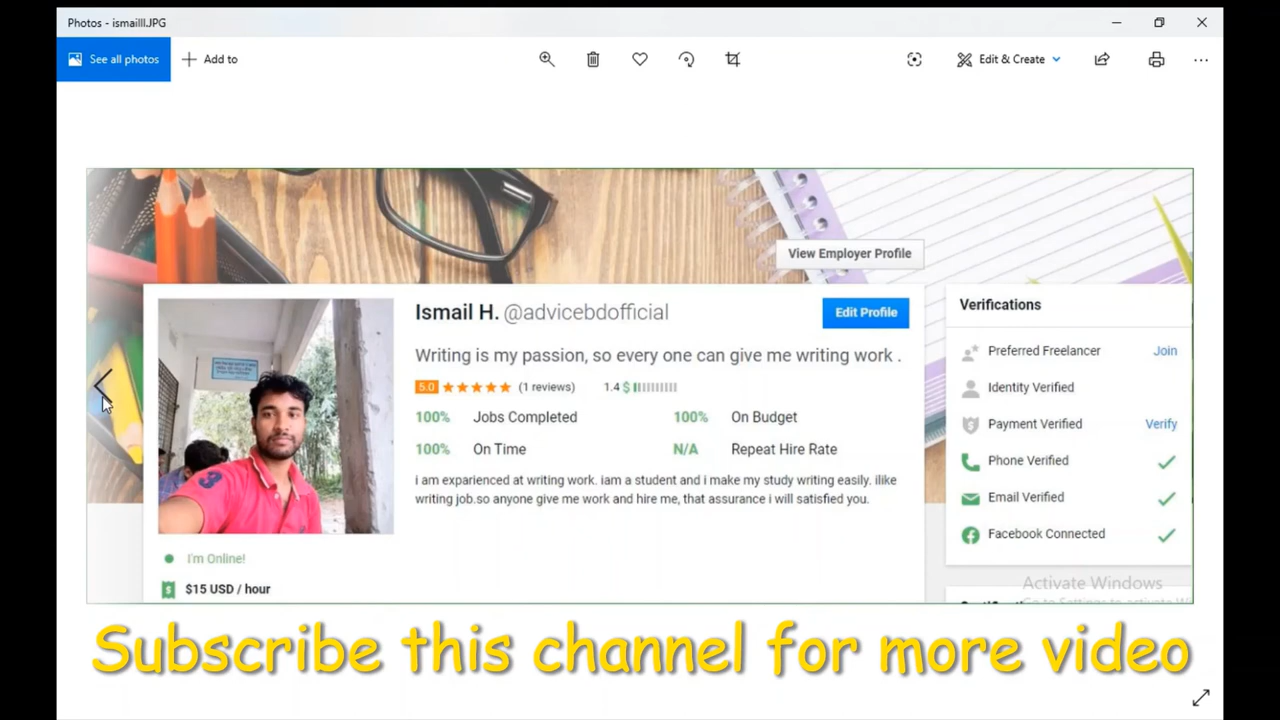 Photos - ismailll.JPG
See all photos
Add to
Edit & Create
View Employer Profile
Ismail H. @advicebdofficial
Edit Profile
Writing is my passion, so every one can give me writing work .
5.0 (1 reviews) 1.4 $
100% Jobs Completed 100% On Budget
100% On Time N/A Repeat Hire Rate
i am exparienced at writing work. iam a student and i make my study writing easily. ilike
writing job.so anyone give me work and hire me, that assurance i will satisfied you.
I'm Online!
$15 USD / hour
Verifications
Preferred Freelancer Join
Identity Verified
Payment Verified Verify
Phone Verified
Email Verified
Facebook Connected
Activate Windows
Subscribe this channel for more video